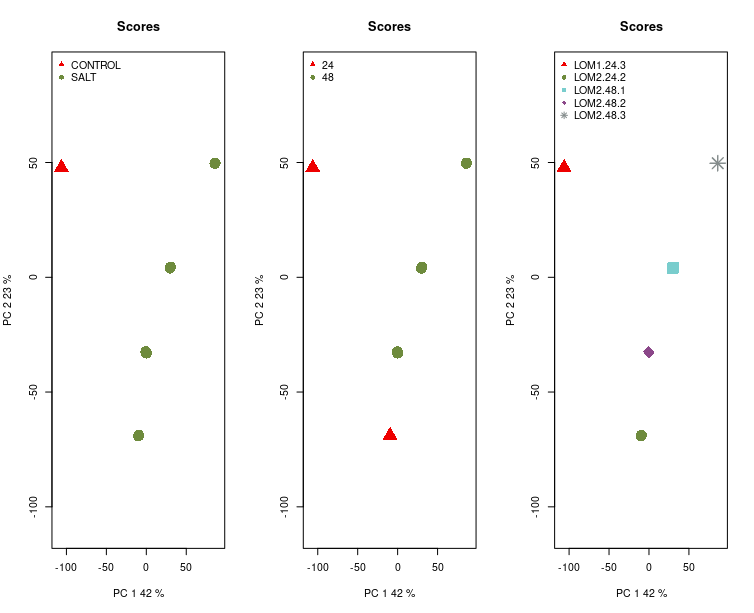 Scores
CONTROL
SALT
50
0
-50
-100
PC 2 23 %
-100
-50
0
50
PC 1 42 %
Scores
24
48
50
0
-50
-100
PC 2 23 %
-100
-50
0
50
PC 1 42 %
Scores
LOM1.24.3
LOM2.24.2
LOM2.48.1
LOM2.48.2
LOM2.48.3
50
0
-50
-100
PC 2 23 %
-100
-50
0
50
PC 1 42 %